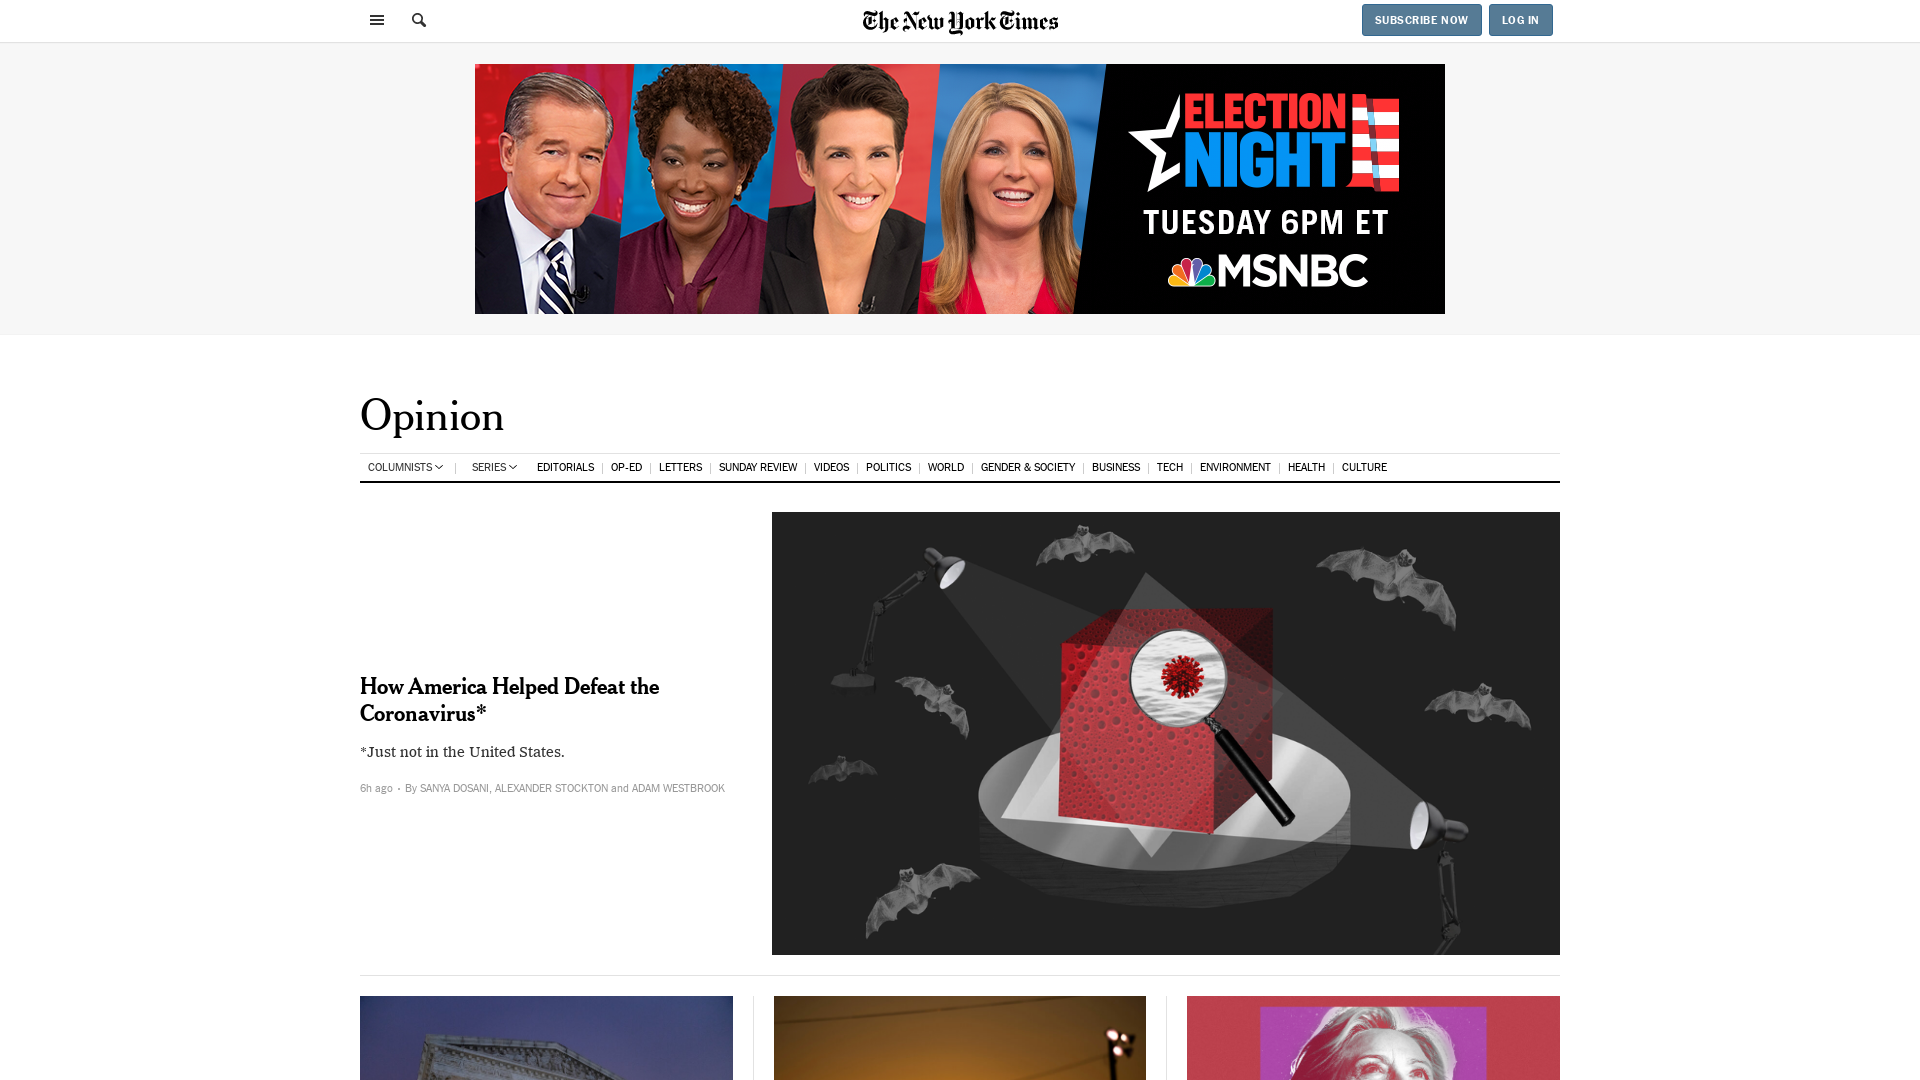 The New York Times
SUBSCRIBE NOW
LOG IN
ELECTION
NIGHT
TUESDAY 6PM ET
MSNBC
Opinion
COLUMNISTS
SERIES
EDITORIALS
OP-ED
LETTERS
SUNDAY REVIEW
VIDEOS
POLITICS
WORLD
GENDER & SOCIETY
BUSINESS
TECH
ENVIRONMENT
HEALTH
CULTURE
How America Helped Defeat the
Coronavirus*
*Just not in the United States.
6h ago • By SANYA DOSANI, ALEXANDER STOCKTON and ADAM WESTBROOK